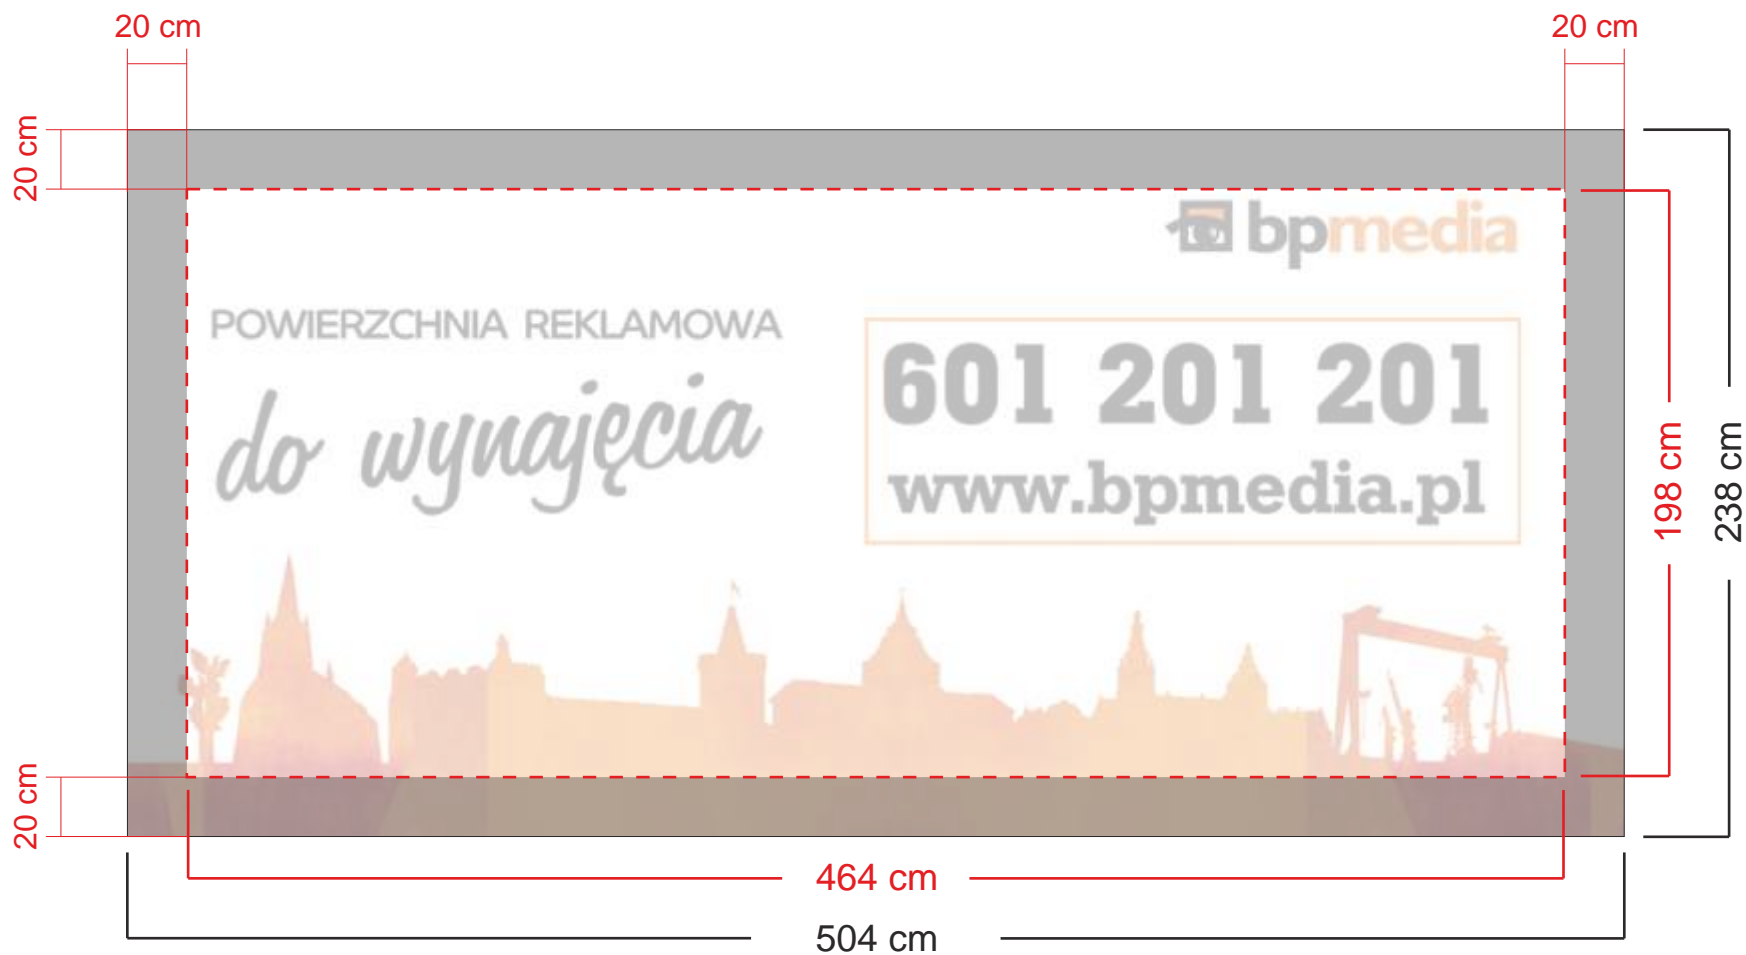 20 cm
20 cm
20 cm
bpmedia
POWIERZCHNIA REKLAMOWA
do wynajęcia
601 201 201
www.bpmedia.pl
198 cm
238 cm
20 cm
464 cm
504 cm